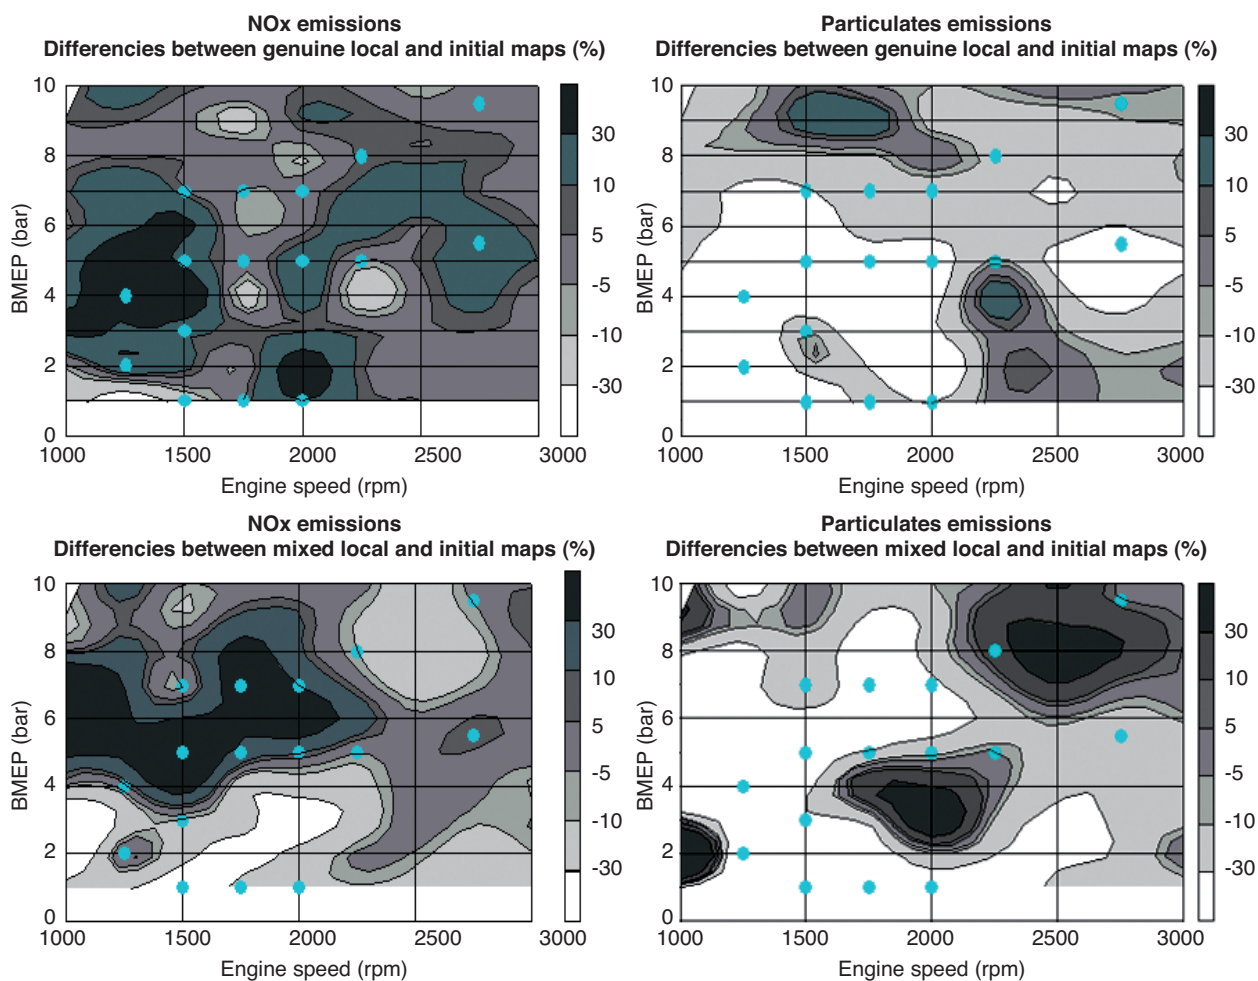 NOx emissions
Differencies between genuine local and initial maps (%)
10
8
6
4
2
0
BMEP (bar)
1000 1500 2000 2500 3000
Engine speed (rpm)
30
10
5
-5
-10
-30
Particulates emissions
Differencies between genuine local and initial maps (%)
10
8
6
4
2
0
BMEP (bar)
1000 1500 2000 2500 3000
Engine speed (rpm)
30
10
5
-5
-10
-30
NOx emissions
Differencies between mixed local and initial maps (%)
10
8
6
4
2
0
BMEP (bar)
1000 1500 2000 2500 3000
Engine speed (rpm)
30
10
5
-5
-10
-30
Particulates emissions
Differencies between mixed local and initial maps (%)
10
8
6
4
2
0
BMEP (bar)
1000 1500 2000 2500 3000
Engine speed (rpm)
30
10
5
-5
-10
-30